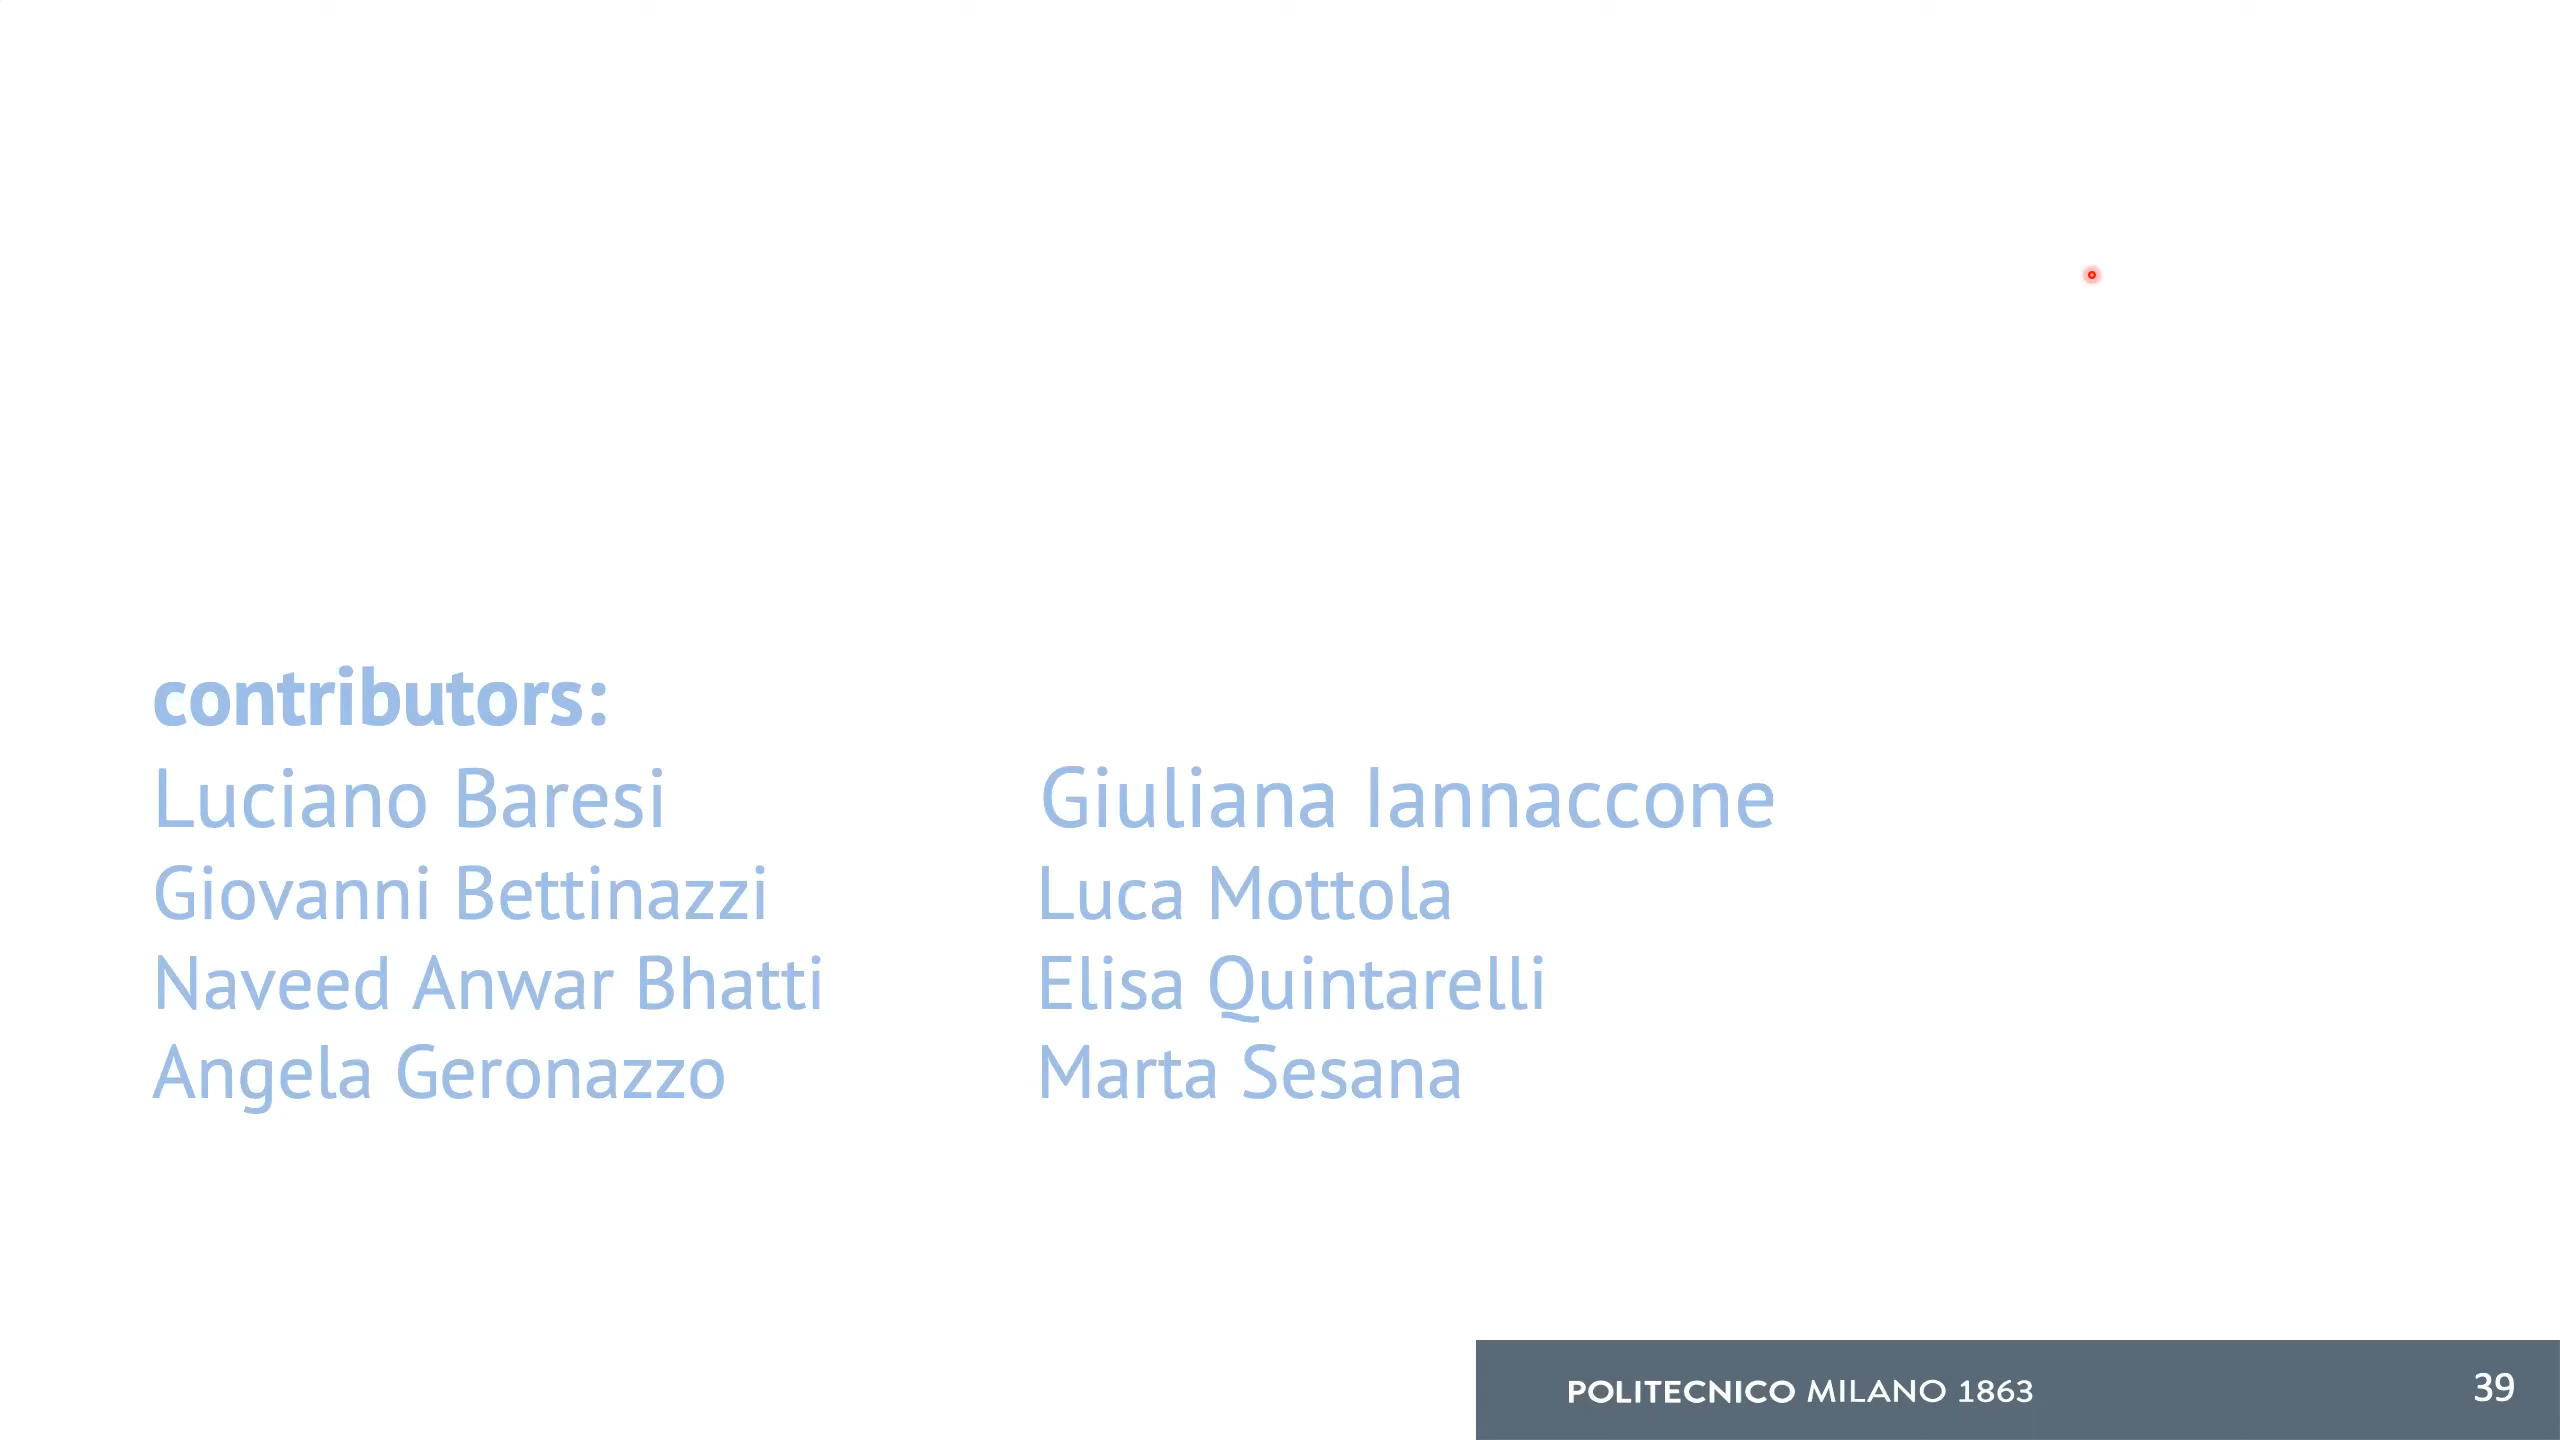 contributors:
Luciano Baresi
Giovanni Bettinazzi
Naveed Anwar Bhatti
Angela Geronazzo
Giuliana Iannaccone
Luca Mottola
Elisa Quintarelli
Marta Sesana
POLITECNICO MILANO 1863
39